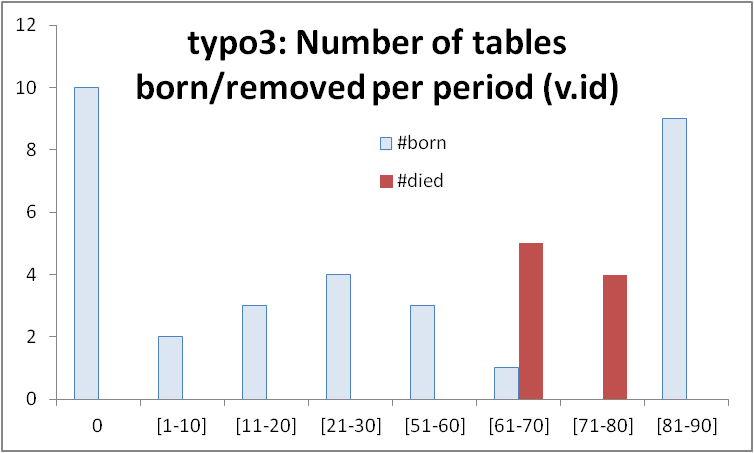 typo3: Number of tables
born/removed per period (v.id)
#born
#died
12
10
8
6
4
2
0
0 [1-10] [11-20] [21-30] [51-60] [61-70] [71-80] [81-90]